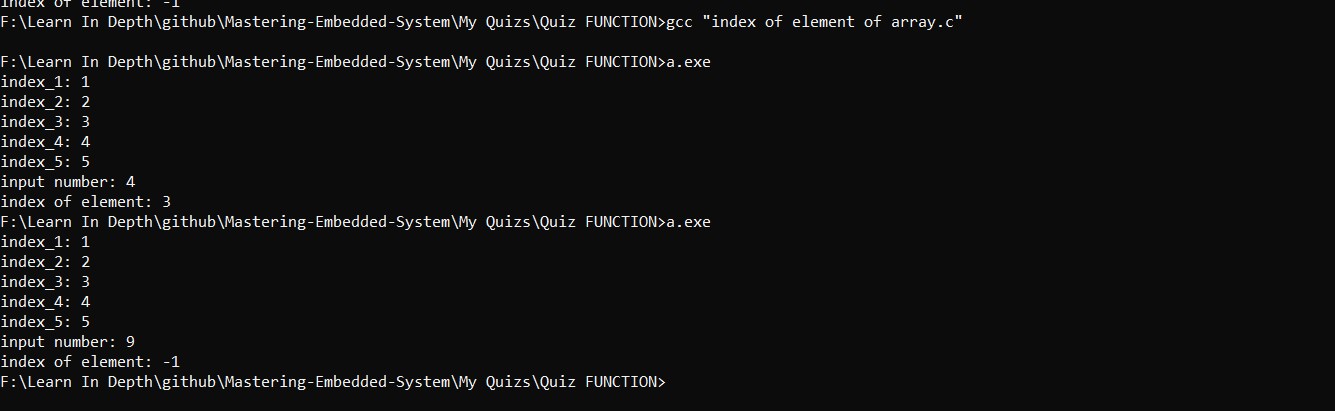 index of element: -1
F:\Learn In Depth\github\Mastering-Embedded-System\My Quizs\Quiz FUNCTION>gcc "index of element of array.c"
F:\Learn In Depth\github\Mastering-Embedded-System\My Quizs\Quiz FUNCTION>a.exe
index_1: 1
index_2: 2
index_3: 3
index_4: 4
index_5: 5
input number: 4
index of element: 3
F:\Learn In Depth\github\Mastering-Embedded-System\My Quizs\Quiz FUNCTION>a.exe
index_1: 1
index_2: 2
index_3: 3
index_4: 4
index_5: 5
input number: 9
index of element: -1
F:\Learn In Depth\github\Mastering-Embedded-System\My Quizs\Quiz FUNCTION>